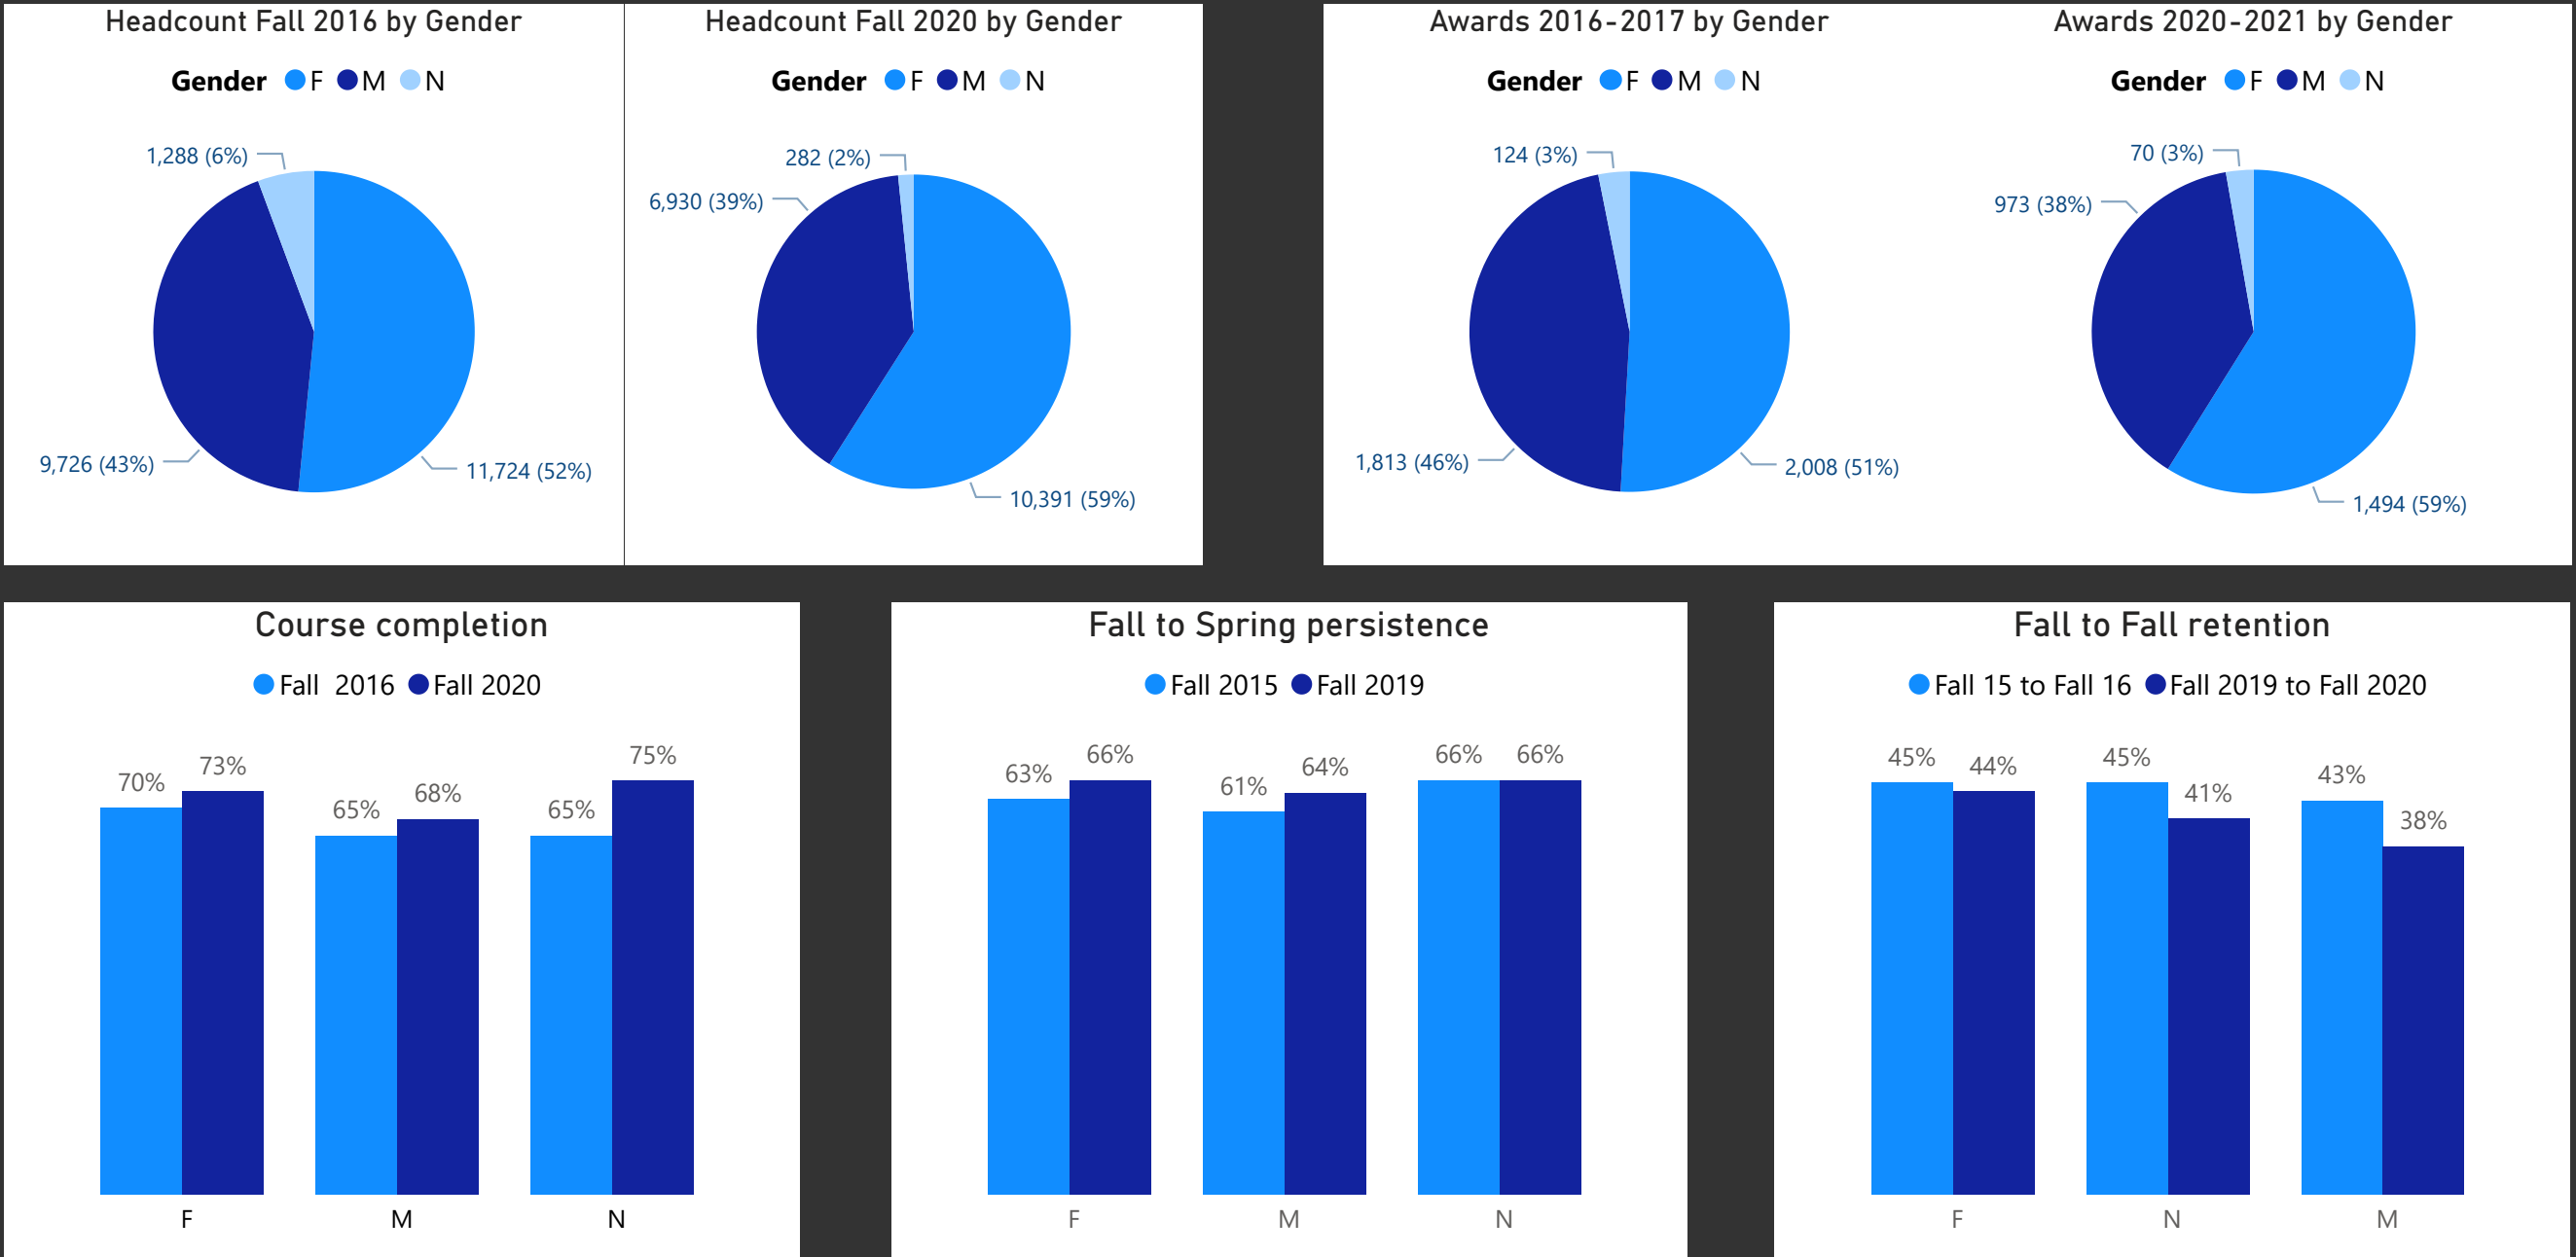 Headcount Fall 2016 by Gender
Gender F M N
1,288 (6%)
9,726 (43%)
11,724 (52%)
Headcount Fall 2020 by Gender
Gender F M N
282 (2%)
6,930 (39%)
10,391 (59%)
Awards 2016-2017 by Gender
Gender F M N
124 (3%)
1,813 (46%)
2,008 (51%)
Awards 2020-2021 by Gender
Gender F M N
70 (3%)
973 (38%)
1,494 (59%)
Course completion
Fall 2016 Fall 2020
70% 73% 65% 68% 65% 75%
F M N
Fall to Spring persistence
Fall 2015 Fall 2019
63% 66% 61% 64% 66% 66%
F M N
Fall to Fall retention
Fall 15 to Fall 16 Fall 2019 to Fall 2020
45% 44% 45% 41% 43% 38%
F N M